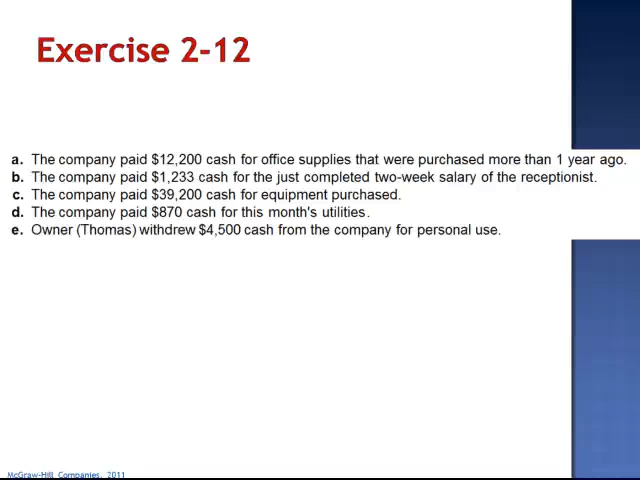 Exercise 2-12
a. The company paid $12,200 cash for office supplies that were purchased more than 1 year ago.
b. The company paid $1,233 cash for the just completed two-week salary of the receptionist.
c. The company paid $39,200 cash for equipment purchased.
d. The company paid $870 cash for this month's utilities.
e. Owner (Thomas) withdrew $4,500 cash from the company for personal use.
McGraw-Hill Companies, 2011